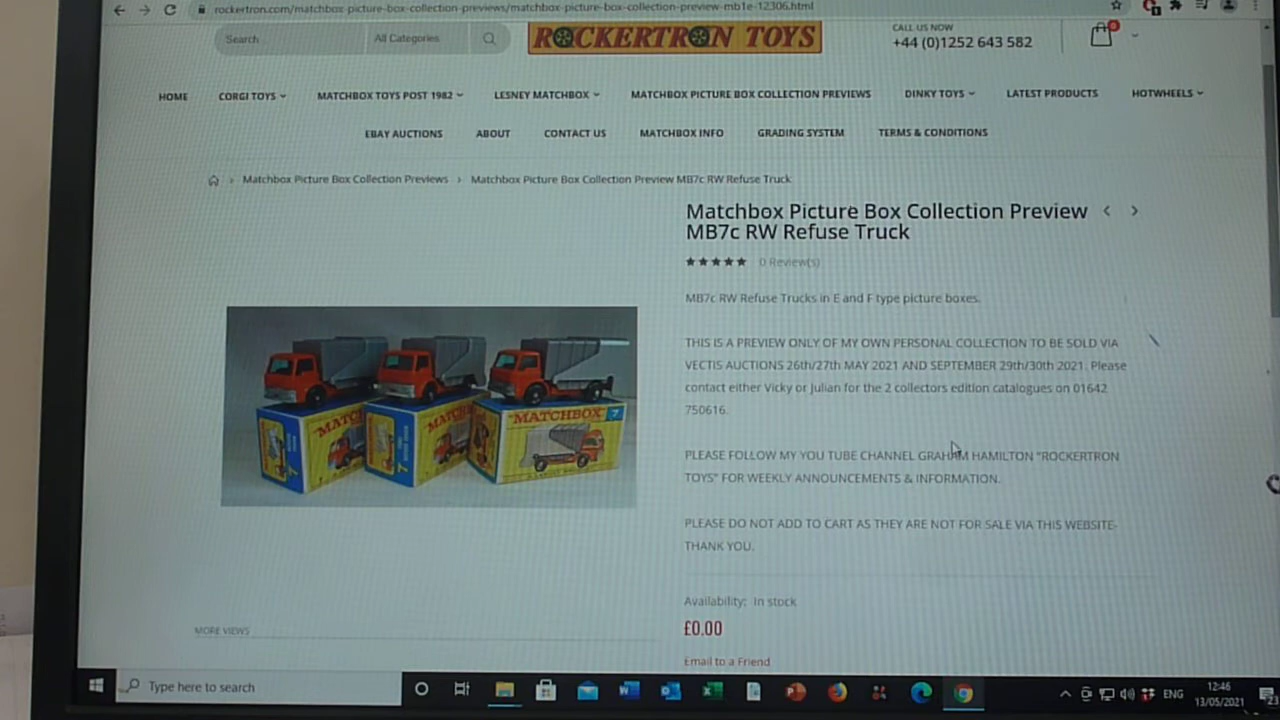 rockertron.com/matchbox-picture-box-collection-previews/matchbox-picture-box-collection-preview-mb1e-12306.html
Search
All Categories
ROCKERTRON TOYS
CALL US NOW
+44 (0)1252 643 582
0
HOME
CORGI TOYS
MATCHBOX TOYS POST 1982
LESNEY MATCHBOX
MATCHBOX PICTURE BOX COLLECTION PREVIEWS
DINKY TOYS
LATEST PRODUCTS
HOTWHEELS
EBAY AUCTIONS
ABOUT
CONTACT US
MATCHBOX INFO
GRADING SYSTEM
TERMS & CONDITIONS
Matchbox Picture Box Collection Previews > Matchbox Picture Box Collection Preview MB7c RW Refuse Truck
Matchbox Picture Box Collection Preview
MB7c RW Refuse Truck
0 Review(s)
MB7c RW Refuse Trucks in E and F type picture boxes.
THIS IS A PREVIEW ONLY OF MY OWN PERSONAL COLLECTION TO BE SOLD VIA
VECTIS AUCTIONS 26th/27th MAY 2021 AND SEPTEMBER 29th/30th 2021. Please
contact either Vicky or Julian for the 2 collectors edition catalogues on 01642
750616.
PLEASE FOLLOW MY YOU TUBE CHANNEL GRAHAM HAMILTON "ROCKERTRON
TOYS" FOR WEEKLY ANNOUNCEMENTS & INFORMATION.
PLEASE DO NOT ADD TO CART AS THEY ARE NOT FOR SALE VIA THIS WEBSITE-
THANK YOU.
MATCHBOX 7
7
7
Availability: In stock
£0.00
Email to a Friend
MORE VIEWS
Type here to search
ENG
12:46
13/05/2021